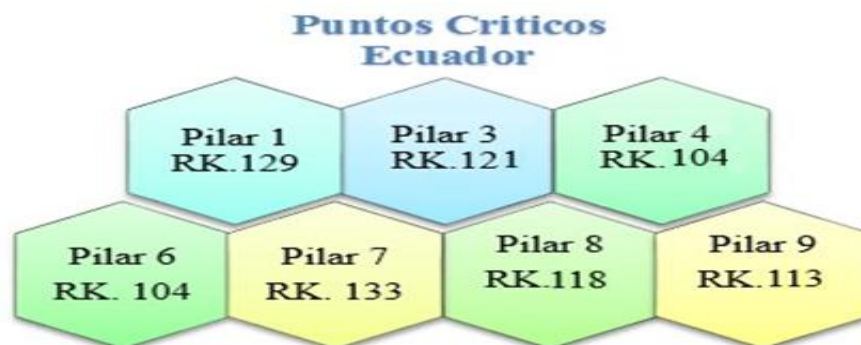 Puntos Criticos
Ecuador
Pilar 1
RK.129
Pilar 3
RK.121
Pilar 4
RK. 104
Pilar 6
RK. 104
Pilar 7
RK. 133
Pilar 8
RK.118
Pilar 9
RK.113